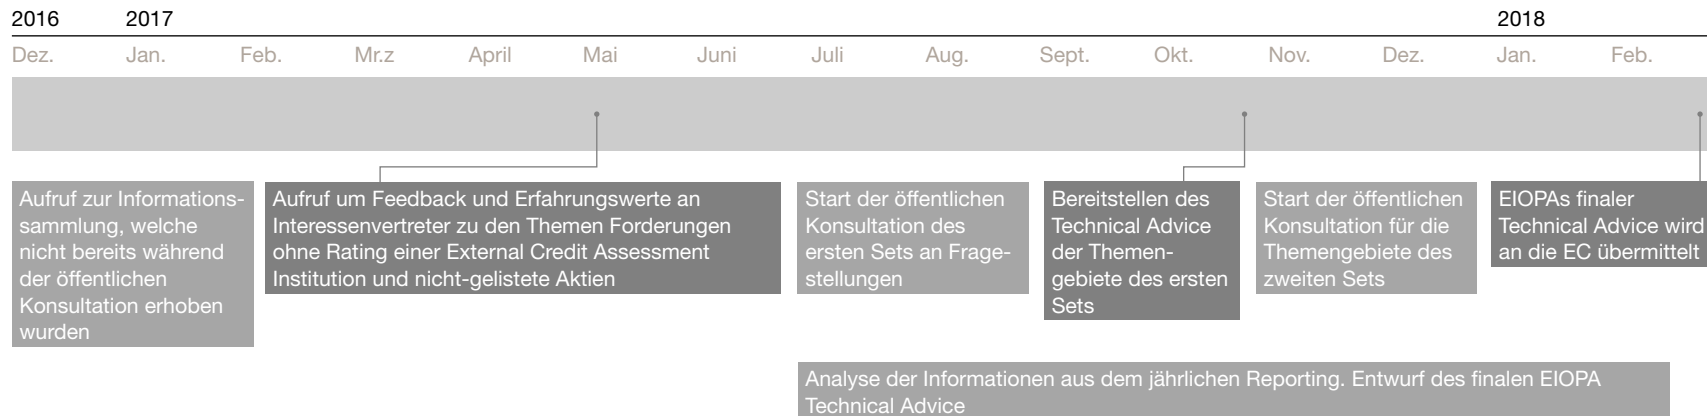 2016 2017 2018
Dez. Jan. Feb. Mr.z April Mai Juni Juli Aug. Sept. Okt. Nov. Dez. Jan. Feb.
Aufruf zur Informations-
sammlung, welche
nicht bereits während
der öffentlichen
Konsultation erhoben
wurden
Aufruf um Feedback und Erfahrungswerte an
Interessenvertreter zu den Themen Forderungen
ohne Rating einer External Credit Assessment
Institution und nicht-gelistete Aktien
Start der öffentlichen
Konsultation des
ersten Sets an Frage-
stellungen
Bereitstellen des
Technical Advice
der Themen-
gebiete des ersten
Sets
Start der öffentlichen
Konsultation für die
Themengebiete des
zweiten Sets
EIOPAs finaler
Technical Advice wird
an die EC übermittelt
Analyse der Informationen aus dem jährlichen Reporting. Entwurf des finalen EIOPA
Technical Advice